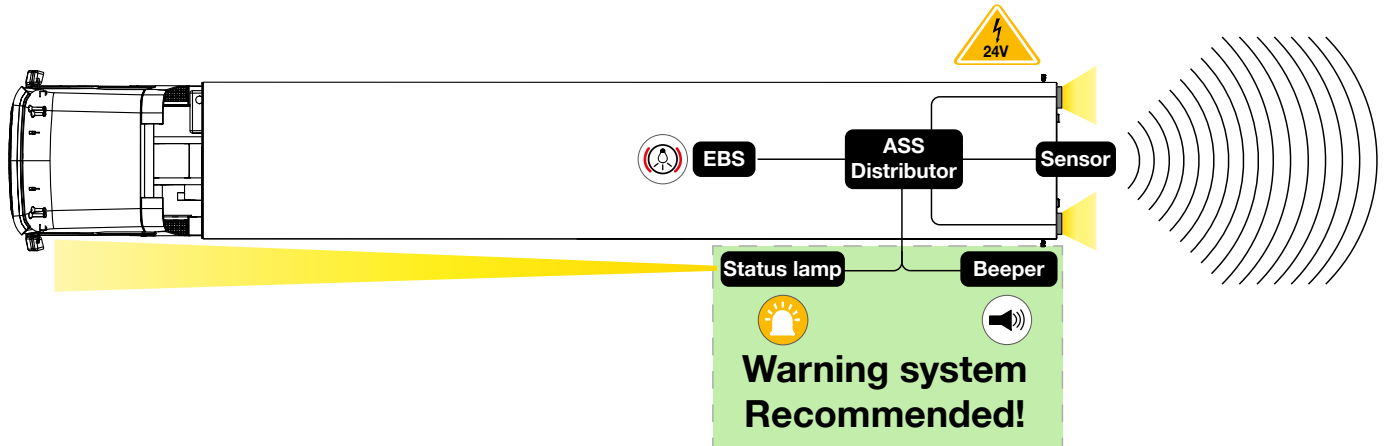 24V
EBS
ASS
Distributor
Sensor
Status lamp
Beeper
Warning system
Recommended!